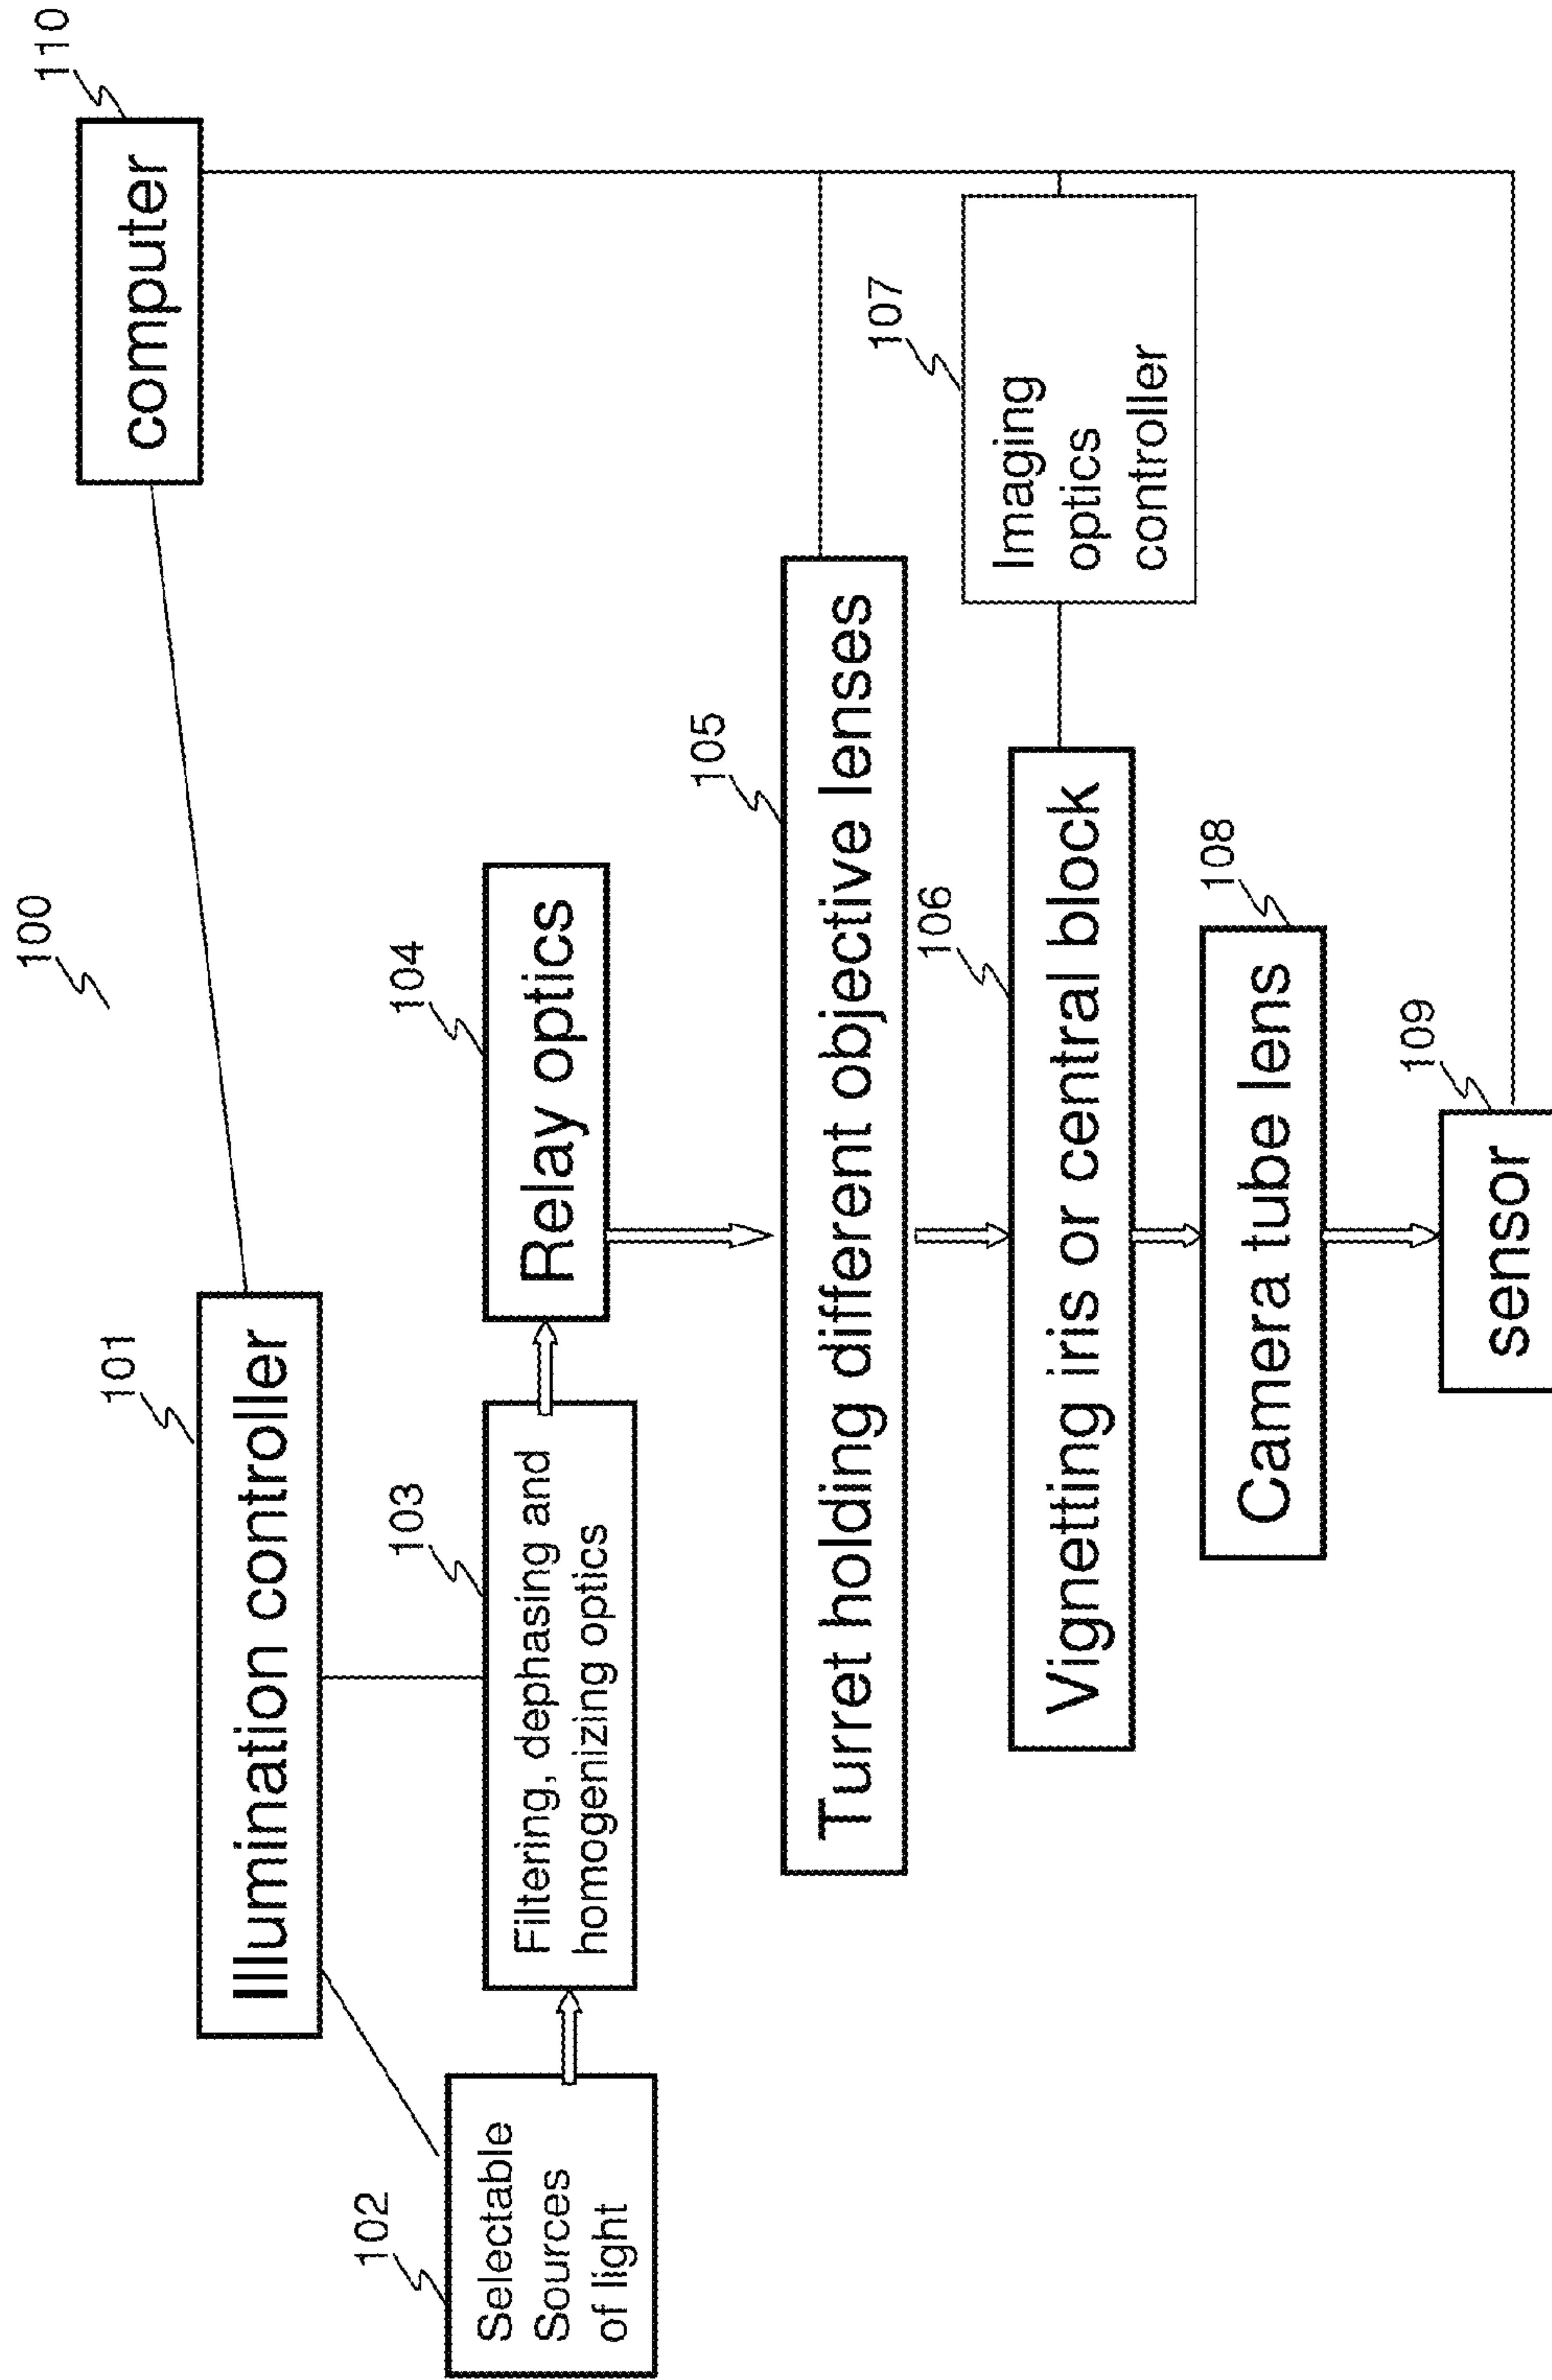 100
110
computer
101
Illumination controller
102
Selectable
Sources
of light
103
Filtering, dephasing and
homogenizing optics
104
Relay optics
105
Turret holding different objective lenses
106
Vignetting iris or central block
107
Imaging
optics
controller
108
Camera tube lens
109
sensor